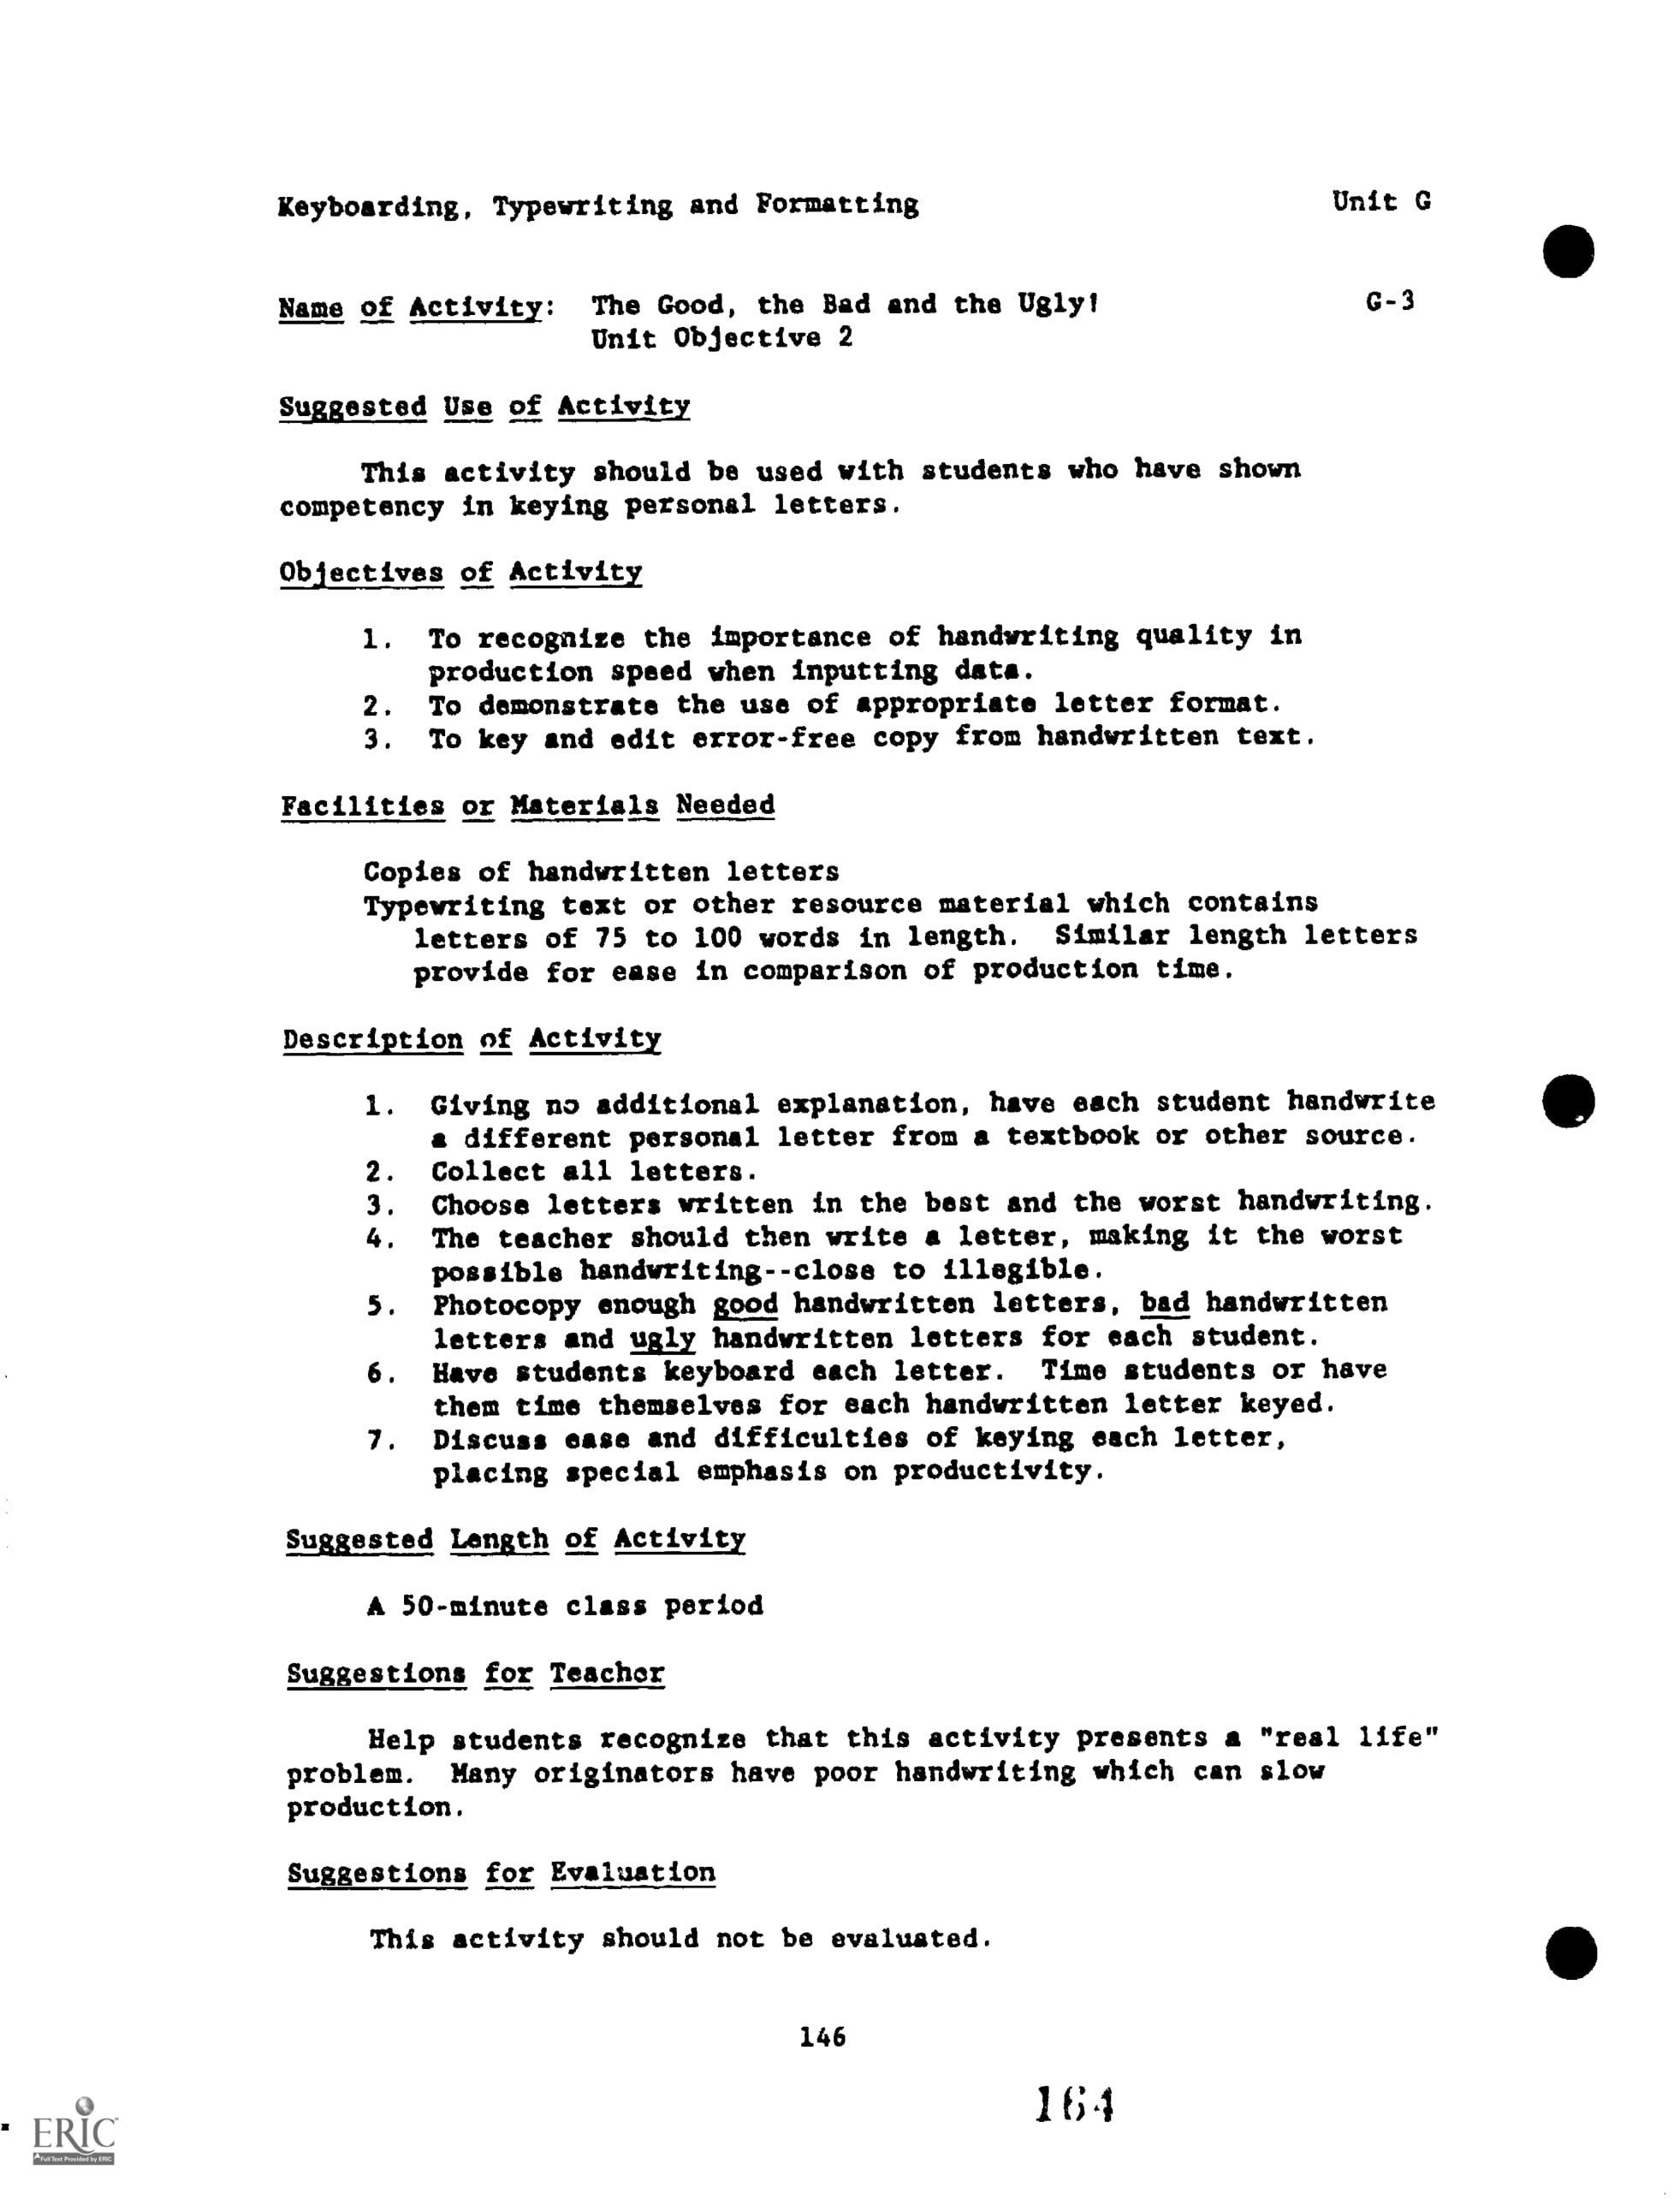 Keyboarding, Typewriting and Formatting Unit G
Name of Activity: The Good, the Bad and the Ugly! G-3
Unit Objective 2
Suggested Use of Activity
This activity should be used with students who have shown
competency in keying personal letters.
Objectives of Activity
1. To recognize the importance of handwriting quality in
production speed when inputting data.
2. To demonstrate the use of appropriate letter format.
3. To key and edit error-free copy from handwritten text.
Facilities or Materials Needed
Copies of handwritten letters
Typewriting text or other resource material which contains
letters of 75 to 100 words in length. Similar length letters
provide for ease in comparison of production time.
Description of Activity
1. Giving no additional explanation, have each student handwrite
a different personal letter from a textbook or other source.
2. Collect all letters.
3. Choose letters written in the best and the worst handwriting.
4. The teacher should then write a letter, making it the worst
possible handwriting--close to illegible.
5. Photocopy enough good handwritten letters, bad handwritten
letters and ugly handwritten letters for each student.
6. Have students keyboard each letter. Time students or have
them time themselves for each handwritten letter keyed.
7. Discuss ease and difficulties of keying each letter,
placing special emphasis on productivity.
Suggested Length of Activity
A 50-minute class period
Suggestions for Teacher
Help students recognize that this activity presents a "real life"
problem. Many originators have poor handwriting which can slow
production.
Suggestions for Evaluation
This activity should not be evaluated.
146
164
ERIC
Full Text Provided by ERIC